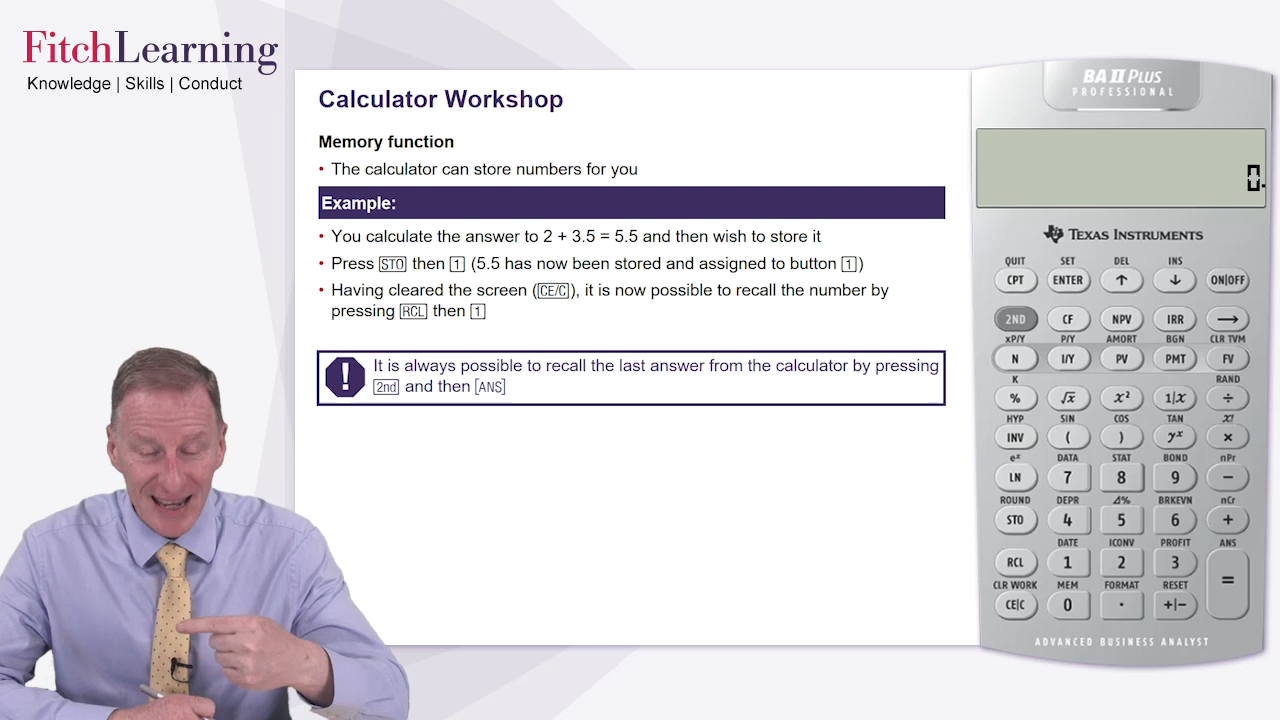 FitchLearning
Knowledge | Skills | Conduct
Calculator Workshop
Memory function
• The calculator can store numbers for you
Example:
• You calculate the answer to 2 + 3.5 = 5.5 and then wish to store it
• Press STO then 1 (5.5 has now been stored and assigned to button 1)
• Having cleared the screen (CE/C), it is now possible to recall the number by
pressing RCL then 1
! It is always possible to recall the last answer from the calculator by pressing
2nd and then [ANS]
BA II PLUS
PROFESSIONAL
0.
TEXAS INSTRUMENTS
QUIT SET DEL INS
CPT ENTER ↑ ↓ ON|OFF
2ND CF NPV IRR →
xP/Y P/Y AMORT BGN CLR TVM
N I/Y PV PMT FV
K RAND
% √x x² 1|x ÷
HYP SIN COS TAN x!
INV ( ) yˣ ×
eˣ DATA STAT BOND nPr
LN 7 8 9 −
ROUND DEPR Δ% BRKEVN nCr
STO 4 5 6 +
DATE ICONV PROFIT ANS
RCL 1 2 3 =
CLR WORK MEM FORMAT RESET
CE|C 0 . +|−
ADVANCED BUSINESS ANALYST